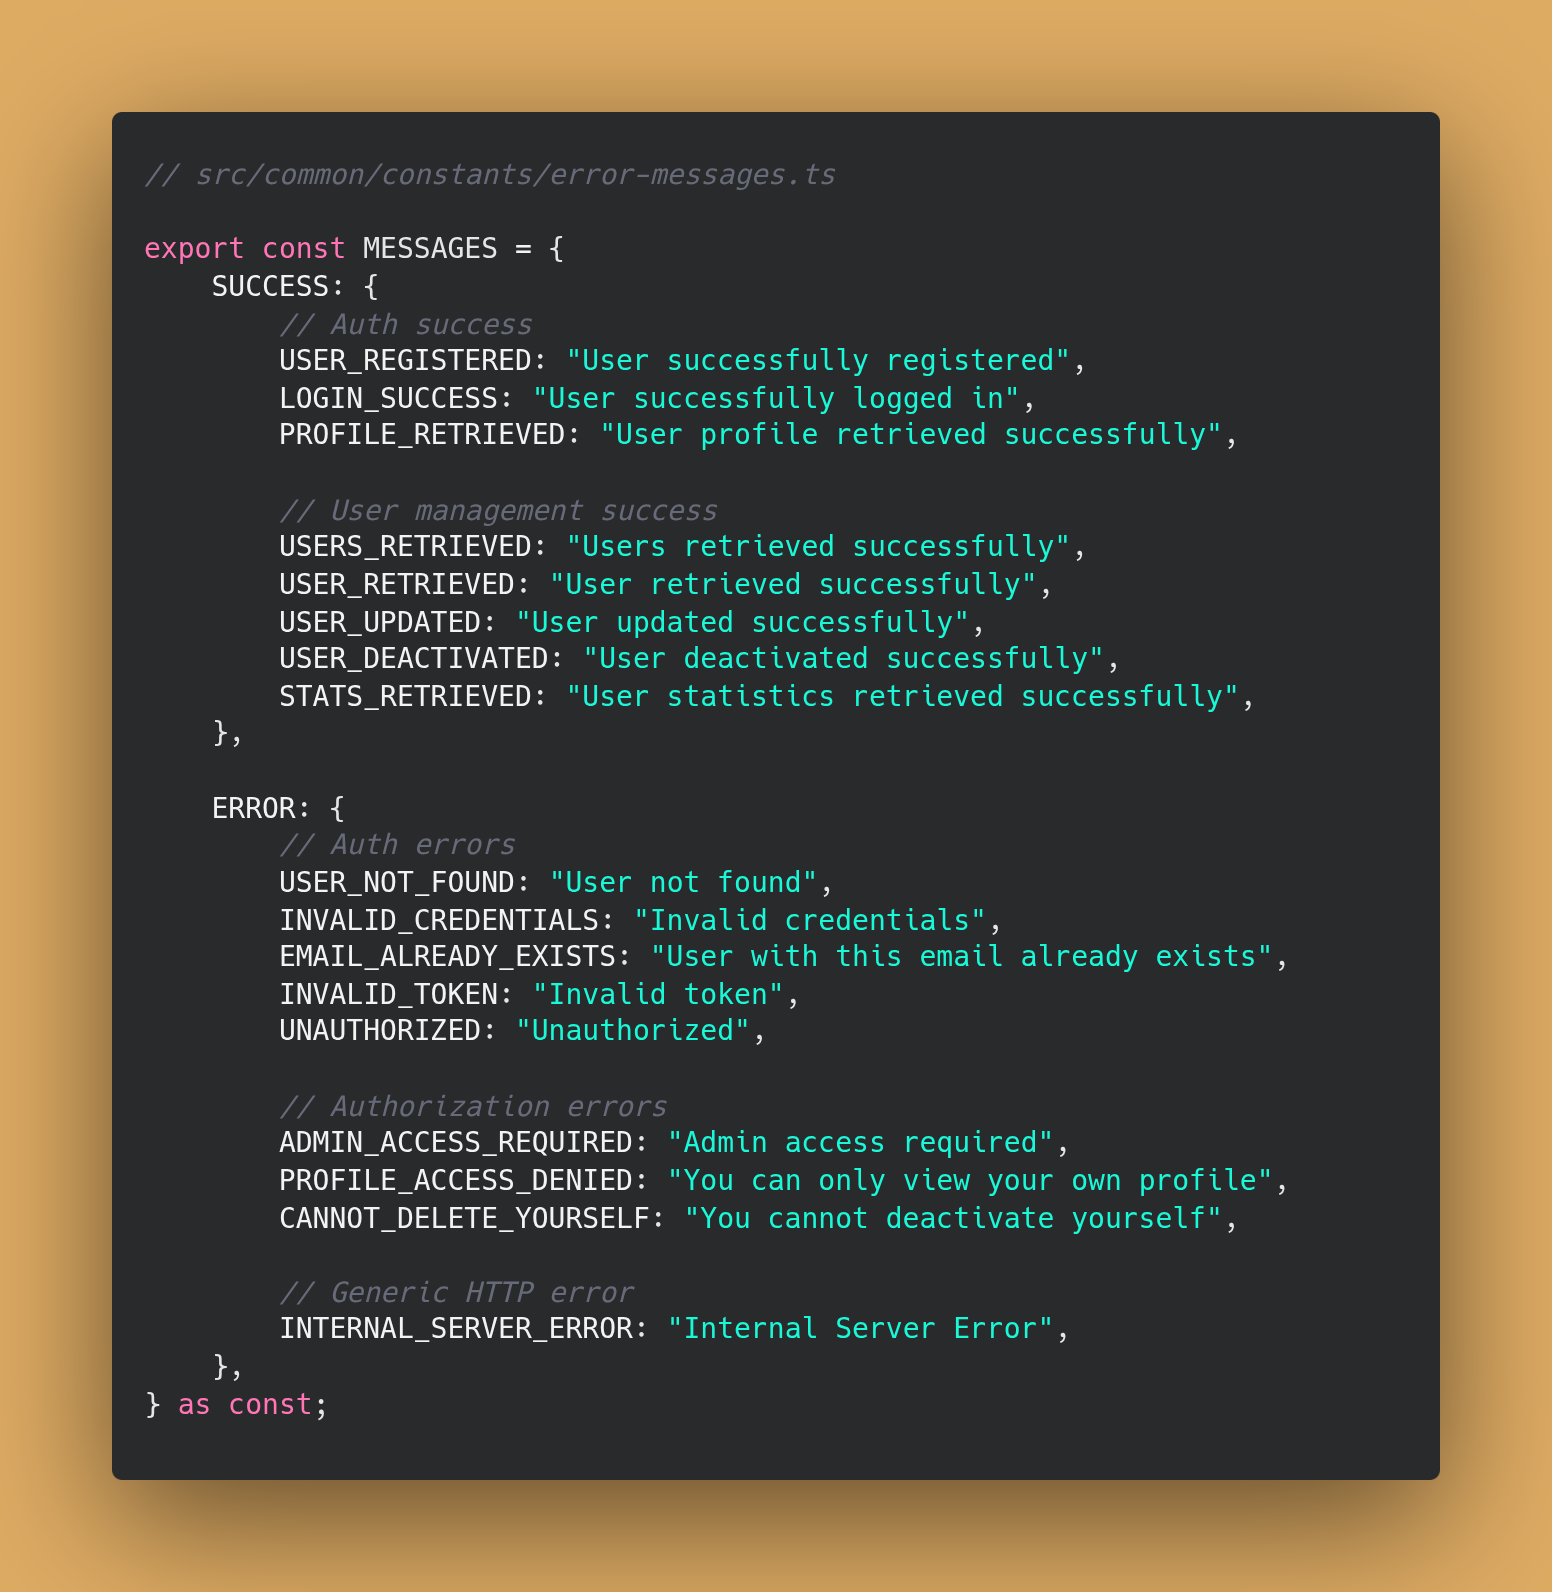 // src/common/constants/error-messages.ts

export const MESSAGES = {
    SUCCESS: {
        // Auth success
        USER_REGISTERED: "User successfully registered",
        LOGIN_SUCCESS: "User successfully logged in",
        PROFILE_RETRIEVED: "User profile retrieved successfully",

        // User management success
        USERS_RETRIEVED: "Users retrieved successfully",
        USER_RETRIEVED: "User retrieved successfully",
        USER_UPDATED: "User updated successfully",
        USER_DEACTIVATED: "User deactivated successfully",
        STATS_RETRIEVED: "User statistics retrieved successfully",
    },

    ERROR: {
        // Auth errors
        USER_NOT_FOUND: "User not found",
        INVALID_CREDENTIALS: "Invalid credentials",
        EMAIL_ALREADY_EXISTS: "User with this email already exists",
        INVALID_TOKEN: "Invalid token",
        UNAUTHORIZED: "Unauthorized",

        // Authorization errors
        ADMIN_ACCESS_REQUIRED: "Admin access required",
        PROFILE_ACCESS_DENIED: "You can only view your own profile",
        CANNOT_DELETE_YOURSELF: "You cannot deactivate yourself",

        // Generic HTTP error
        INTERNAL_SERVER_ERROR: "Internal Server Error",
    },
} as const;